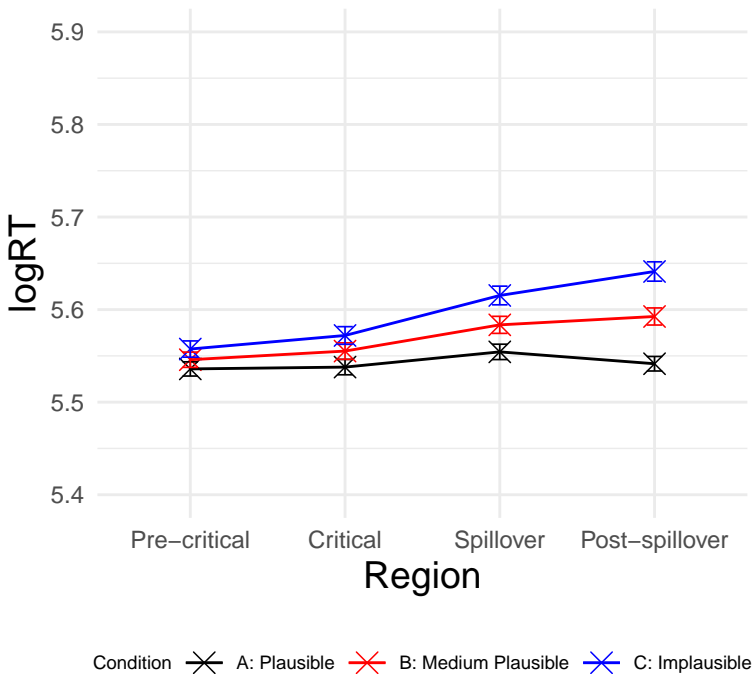 5.9
5.8
5.7
5.6
5.5
5.4
logRT
Pre−critical Critical Spillover Post−spillover
Region
Condition A: Plausible B: Medium Plausible C: Implausible